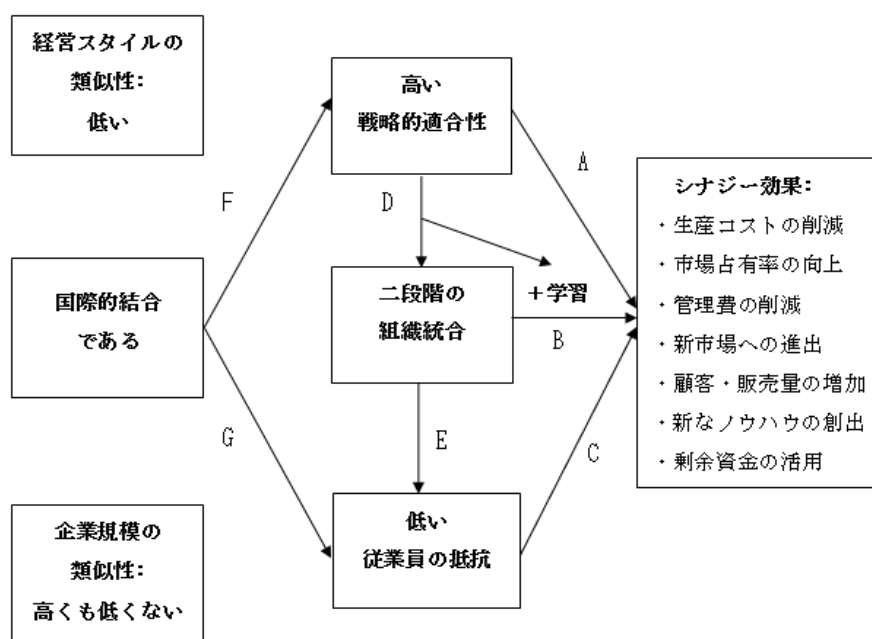 経営スタイルの
類似性:
低い
高い
戦略的適合性
A
シナジー効果:
・生産コストの削減
・市場占有率の向上
・管理費の削減
・新市場への進出
・顧客・販売量の増加
・新なノウハウの創出
・剰余資金の活用
F
D
国際的結合
である
二段階の
組織統合
＋学習
B
G
E
C
企業規模の
類似性:
高くも低くない
低い
従業員の抵抗